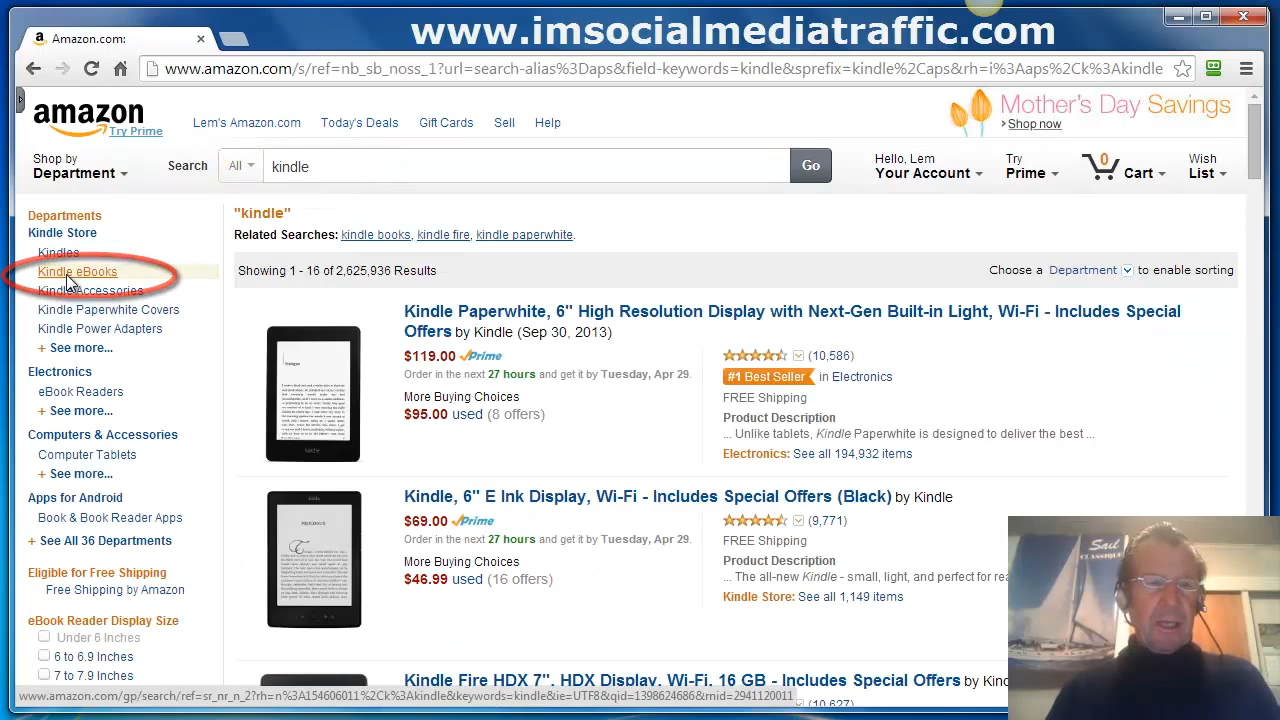 www.imsocialmediatraffic.com
Amazon.com:
www.amazon.com/s/ref=nb_sb_noss_1?url=search-alias%3Daps&field-keywords=kindle&sprefix=kindle%2Caps&rh=i%3Aaps%2Ck%3Akindle
amazon
Try Prime
Lem's Amazon.com Today's Deals Gift Cards Sell Help
Mother's Day Savings
Shop now
Shop by
Department
Search All kindle Go
Hello, Lem
Your Account
Try
Prime
0
Cart
Wish
List
Departments
Kindle Store
Kindles
Kindle eBooks
Kindle Accessories
Kindle Paperwhite Covers
Kindle Power Adapters
+ See more...
Electronics
eBook Readers
+ See more...
Computers & Accessories
Computer Tablets
+ See more...
Apps for Android
Book & Book Reader Apps
+ See All 36 Departments
Eligible for Free Shipping
Free Shipping by Amazon
eBook Reader Display Size
Under 6 Inches
6 to 6.9 Inches
7 to 7.9 Inches
"kindle"
Related Searches: kindle books, kindle fire, kindle paperwhite.
Showing 1 - 16 of 2,625,936 Results
Choose a Department to enable sorting
Kindle Paperwhite, 6" High Resolution Display with Next-Gen Built-in Light, Wi-Fi - Includes Special
Offers by Kindle (Sep 30, 2013)
$119.00 Prime
Order in the next 27 hours and get it by Tuesday, Apr 29.
More Buying Choices
$95.00 used (8 offers)
(10,586)
#1 Best Seller in Electronics
FREE Shipping
Product Description
... Unlike tablets, Kindle Paperwhite is designed to deliver the best ...
Electronics: See all 194,932 items
Kindle, 6" E Ink Display, Wi-Fi - Includes Special Offers (Black) by Kindle
$69.00 Prime
Order in the next 27 hours and get it by Tuesday, Apr 29.
More Buying Choices
$46.99 used (16 offers)
(9,771)
FREE Shipping
Product Description
The all-new Kindle - small, light, and perfect for
Kindle Store: See all 1,149 items
Kindle Fire HDX 7", HDX Display, Wi-Fi, 16 GB - Includes Special Offers by
(10,627)
www.amazon.com/gp/search/ref=sr_nr_n_2?rh=n%3A154606011%2Ck%3Akindle&keywords=kindle&ie=UTF8&qid=1398624686&rnid=2941120011
Sail
CLASSIQUE